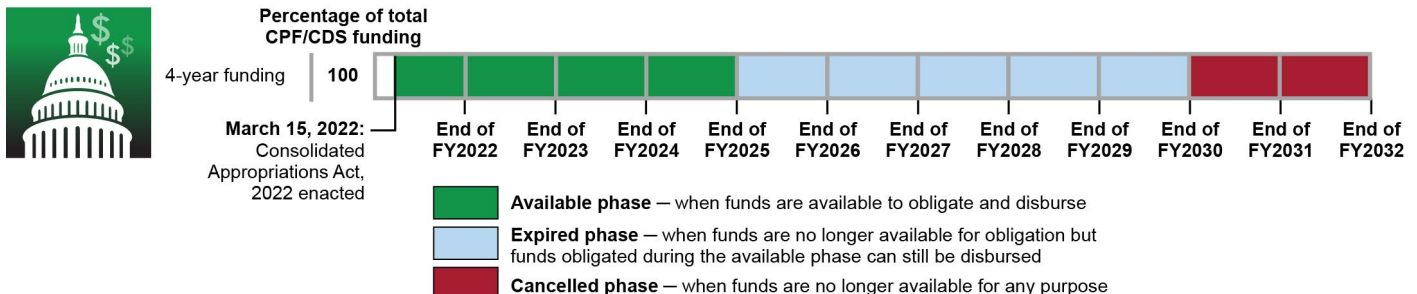 $
$
$
Percentage of total
CPF/CDS funding
4-year funding
100
March 15, 2022:
Consolidated
Appropriations Act,
2022 enacted
End of
FY2022
End of
FY2023
End of
FY2024
End of
FY2025
End of
FY2026
End of
FY2027
End of
FY2028
End of
FY2029
End of
FY2030
End of
FY2031
End of
FY2032
Available phase — when funds are available to obligate and disburse
Expired phase — when funds are no longer available for obligation but
funds obligated during the available phase can still be disbursed
Cancelled phase — when funds are no longer available for any purpose